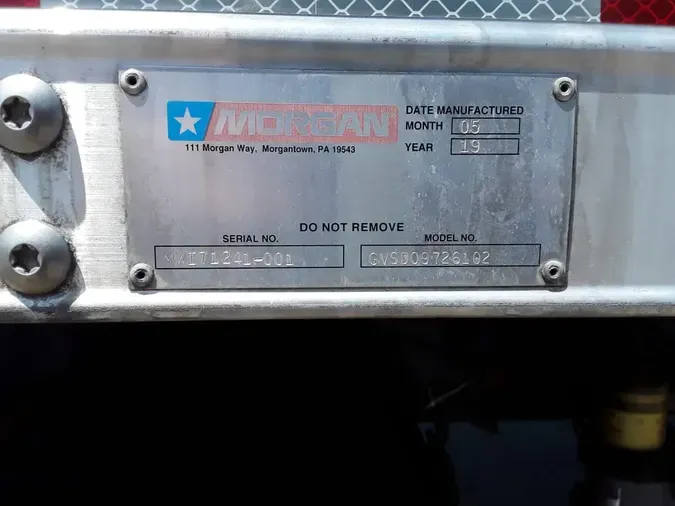 MORGAN
111 Morgan Way, Morgantown, PA 19543
DATE MANUFACTURED
MONTH 05
YEAR 19
DO NOT REMOVE
SERIAL NO.
MODEL NO.
GVSD09726102